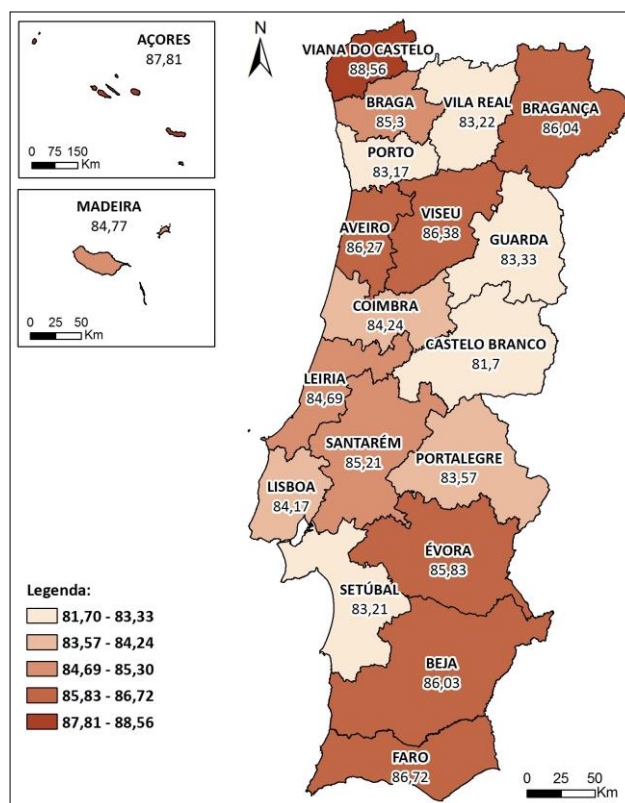 AÇORES
87,81
0 75 150
Km
MADEIRA
84,77
0 25 50
Km
N
VIANA DO CASTELO
88,56
BRAGA
85,3
VILA REAL
83,22
BRAGANÇA
86,04
PORTO
83,17
AVEIRO
86,27
VISEU
86,38
GUARDA
83,33
COIMBRA
84,24
CASTELO BRANCO
81,7
LEIRIA
84,69
SANTARÉM
85,21
PORTALEGRE
83,57
LISBOA
84,17
ÉVORA
85,83
SETÚBAL
83,21
BEJA
86,03
FARO
86,72
Legenda:
81,70 - 83,33
83,57 - 84,24
84,69 - 85,30
85,83 - 86,72
87,81 - 88,56
0 25 50
Km